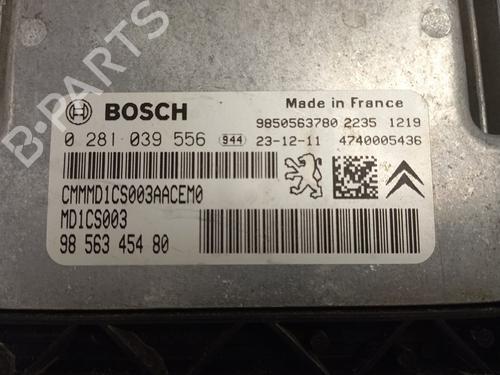 B-PARTS
BOSCH
Made in France
9850563780 2235 1219
0 281 039 556 944 23-12-11 4740005436
CMMMD1CS003AACEM0
MD1CS003
98 563 454 80